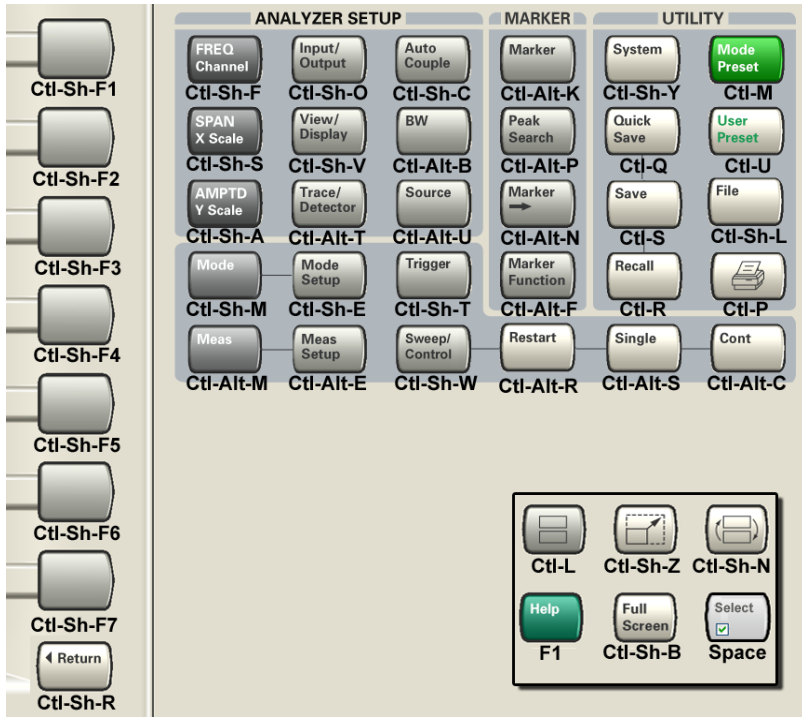 ANALYZER SETUP MARKER UTILITY
FREQ Channel
Input/ Output
Auto Couple
Marker
System
Mode Preset
Ctl-Sh-F1
Ctl-Sh-F Ctl-Sh-O Ctl-Sh-C Ctl-Alt-K Ctl-Sh-Y Ctl-M
SPAN X Scale
View/ Display
BW
Peak Search
Quick Save
User Preset
Ctl-Sh-F2
Ctl-Sh-S Ctl-Sh-V Ctl-Alt-B Ctl-Alt-P Ctl-Q Ctl-U
AMPTD Y Scale
Trace/ Detector
Source
Marker
Save
File
Ctl-Sh-F3
Ctl-Sh-A Ctl-Alt-T Ctl-Alt-U Ctl-Alt-N Ctl-S Ctl-Sh-L
Mode
Mode Setup
Trigger
Marker Function
Recall
Ctl-Sh-M Ctl-Sh-E Ctl-Sh-T Ctl-Alt-F Ctl-R Ctl-P
Ctl-Sh-F4
Meas
Meas Setup
Sweep/ Control
Restart
Single
Cont
Ctl-Alt-M Ctl-Alt-E Ctl-Sh-W Ctl-Alt-R Ctl-Alt-S Ctl-Alt-C
Ctl-Sh-F5
Ctl-Sh-F6
Ctl-Sh-F7
Return
Ctl-Sh-R
Ctl-L Ctl-Sh-Z Ctl-Sh-N
Help
Full Screen
Select
F1 Ctl-Sh-B Space